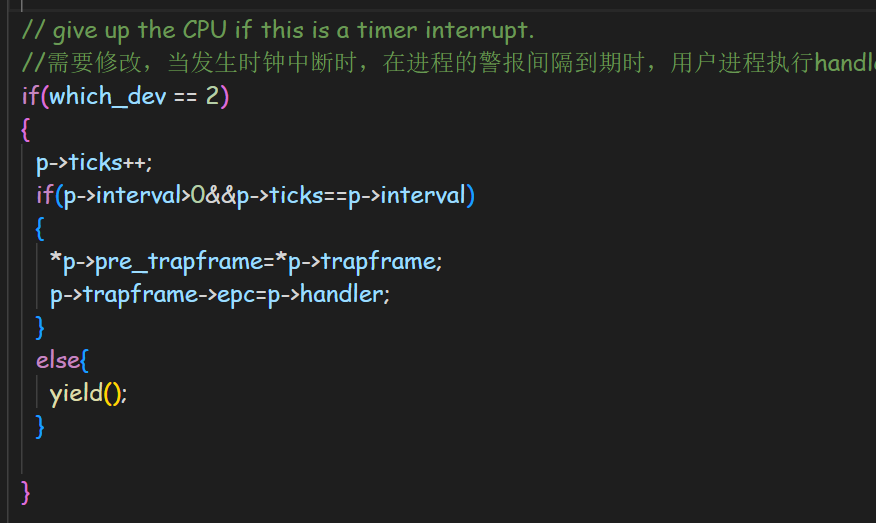 // give up the CPU if this is a timer interrupt.
//需要修改，当发生时钟中断时，在进程的警报间隔到期时，用户进程执行handle
if(which_dev == 2)
{
p->ticks++;
if(p->interval>0&&p->ticks==p->interval)
{
*p->pre_trapframe=*p->trapframe;
p->trapframe->epc=p->handler;
}
else{
yield();
}
}